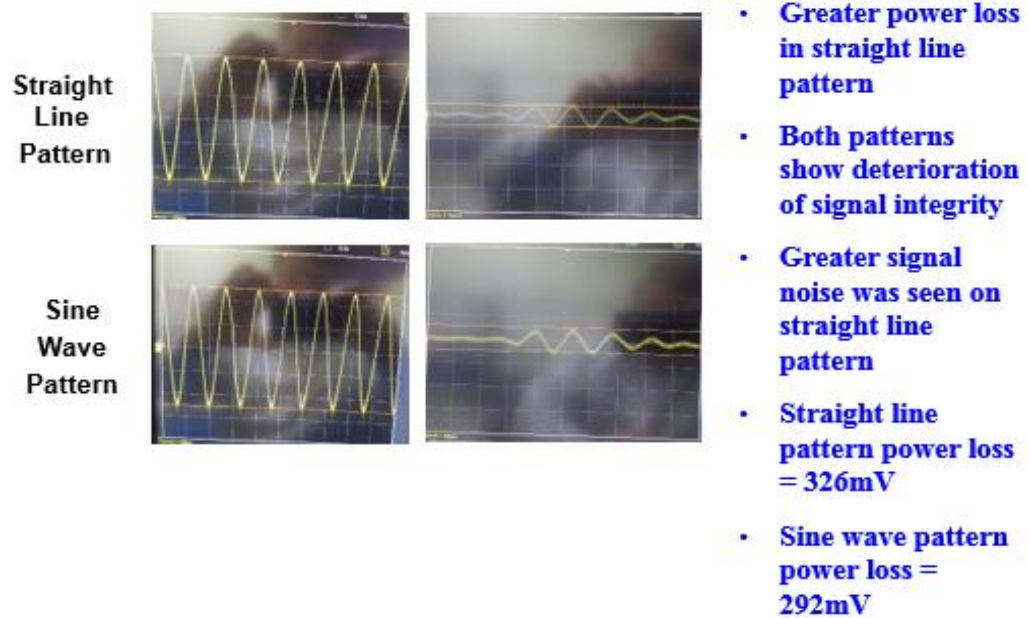 Straight
Line
Pattern
Sine
Wave
Pattern
• Greater power loss
in straight line
pattern
• Both patterns
show deterioration
of signal integrity
• Greater signal
noise was seen on
straight line
pattern
• Straight line
pattern power loss
= 326mV
• Sine wave pattern
power loss =
292mV